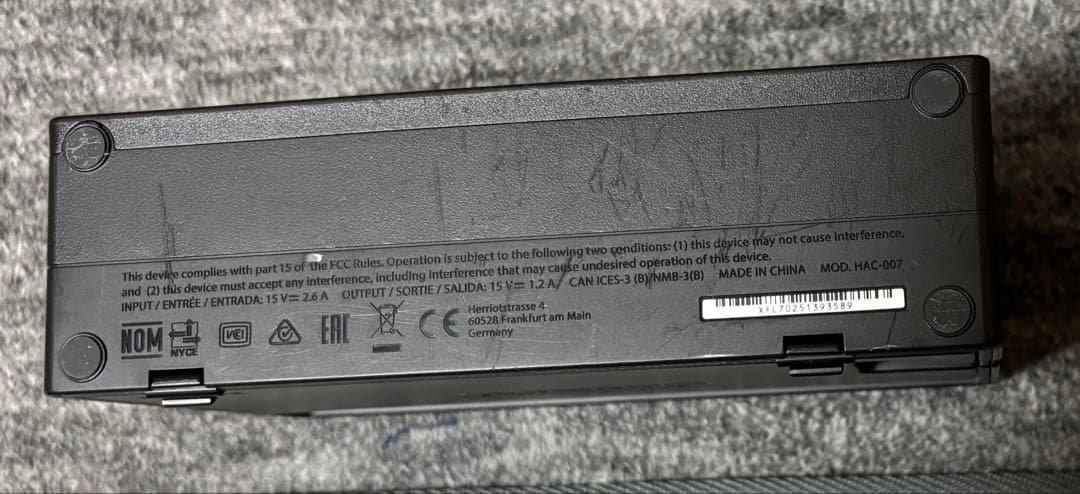 This device complies with part 15 of the FCC Rules. Operation is subject to the following two conditions: (1) this device may not cause interference,
and (2) this device must accept any interference, including interference that may cause undesired operation of this device.
INPUT / ENTRÉE / ENTRADA: 15 V⎓ 2.6 A OUTPUT / SORTIE / SALIDA: 15 V⎓ 1.2 A/ CAN ICES-3 (B)/NMB-3(B) MADE IN CHINA MOD. HAC-007
XFL70251393589
NOM NYCE VCI EAC CE
Herriotstrasse 4
60528 Frankfurt am Main
Germany